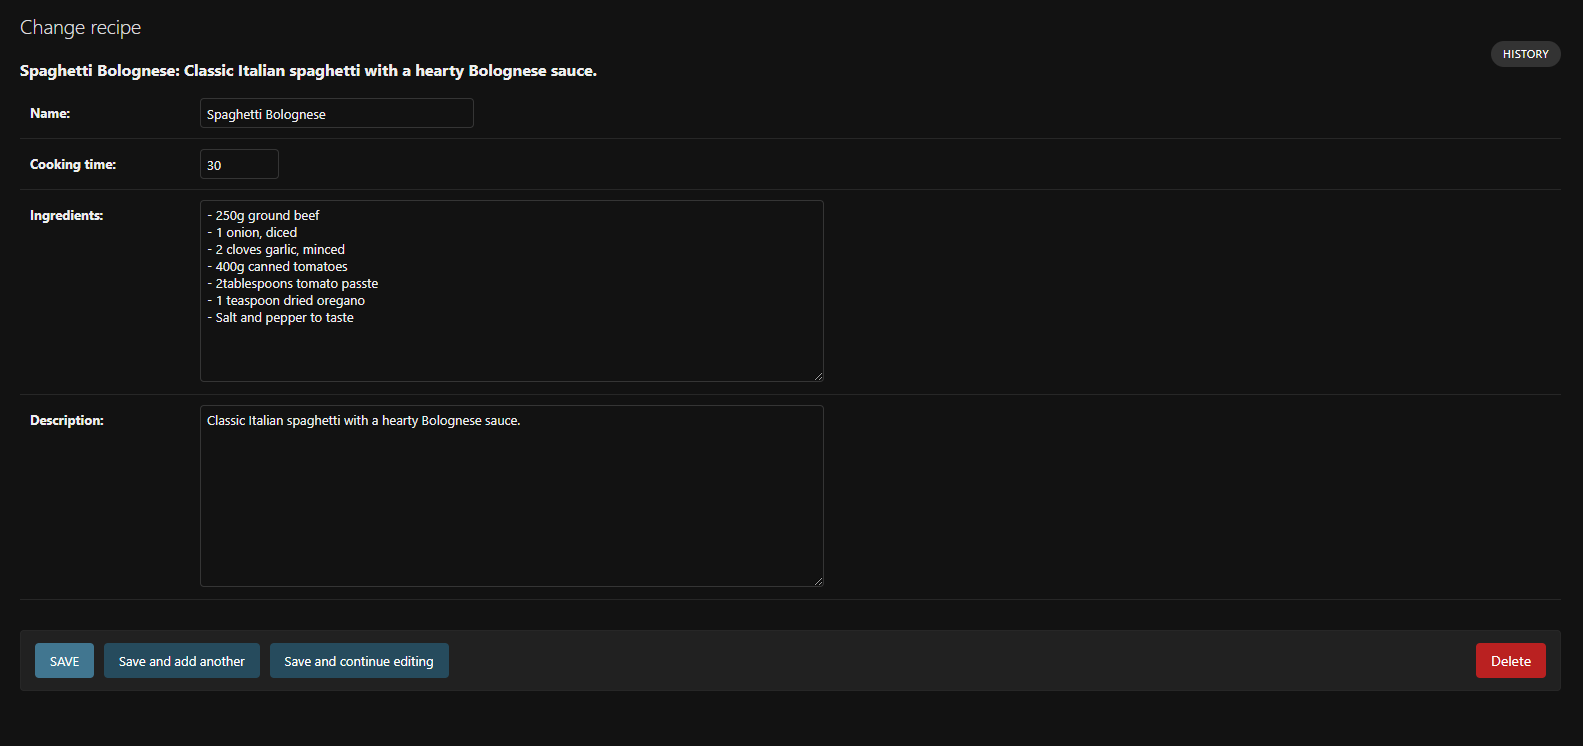 Change recipe
HISTORY
Spaghetti Bolognese: Classic Italian spaghetti with a hearty Bolognese sauce.
Name:
Spaghetti Bolognese
Cooking time:
30
Ingredients:
- 250g ground beef
- 1 onion, diced
- 2 cloves garlic, minced
- 400g canned tomatoes
- 2tablespoons tomato passte
- 1 teaspoon dried oregano
- Salt and pepper to taste
Description:
Classic Italian spaghetti with a hearty Bolognese sauce.
SAVE
Save and add another
Save and continue editing
Delete